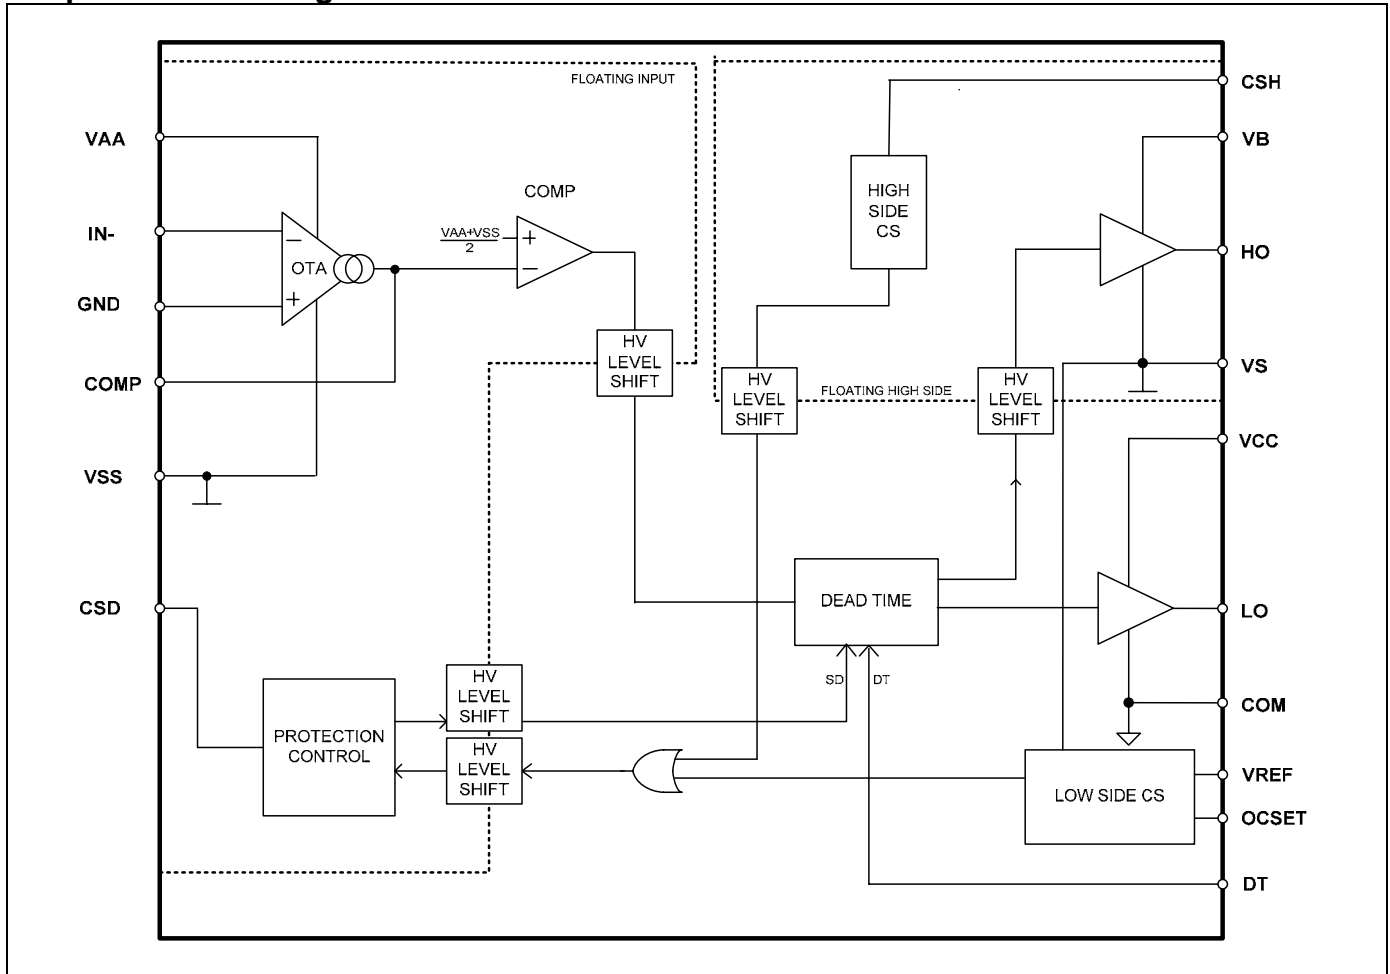 FLOATING INPUT
CSH
VAA
VB
COMP
HIGH
SIDE
CS
IN-
VAA+VSS
2
+
−
−
OTA
+
HO
GND
HV
LEVEL
SHIFT
VS
COMP
HV
LEVEL
SHIFT
FLOATING HIGH SIDE
HV
LEVEL
SHIFT
VCC
VSS
CSD
DEAD TIME
LO
SD
DT
HV
LEVEL
SHIFT
COM
PROTECTION
CONTROL
HV
LEVEL
SHIFT
VREF
LOW SIDE CS
OCSET
DT